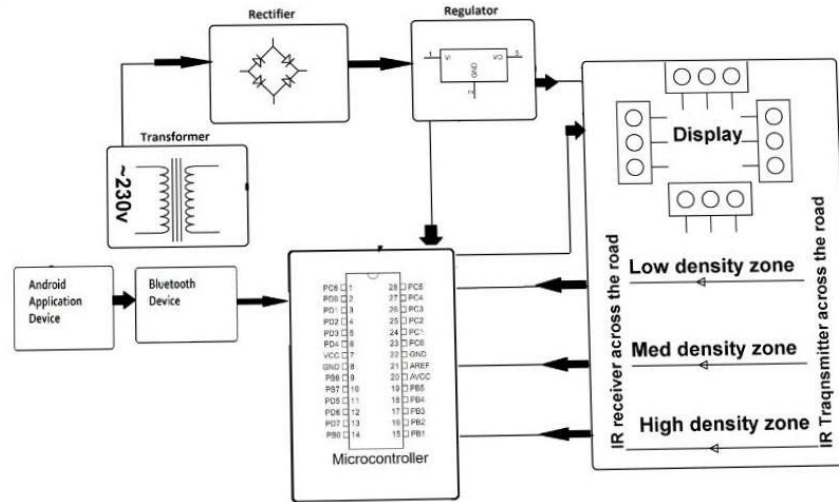 Rectifier
Regulator
1
VI
VO
3
GND
2
Transformer
~230v
Display
Android
Application
Device
Bluetooth
Device
PC6 1 28 PC5
PD0 2 27 PC4
PD1 3 26 PC3
PD2 4 25 PC2
PD3 5 24 PC1
PD4 6 23 PC0
VCC 7 22 GND
GND 8 21 AREF
PB6 9 20 AVCC
PB7 10 19 PB5
PD5 11 18 PB4
PD6 12 17 PB3
PD7 13 16 PB2
PB0 14 15 PB1
Microcontroller
IR receiver across the road
Low density zone
Med density zone
High density zone
IR Traqnsmitter across the road